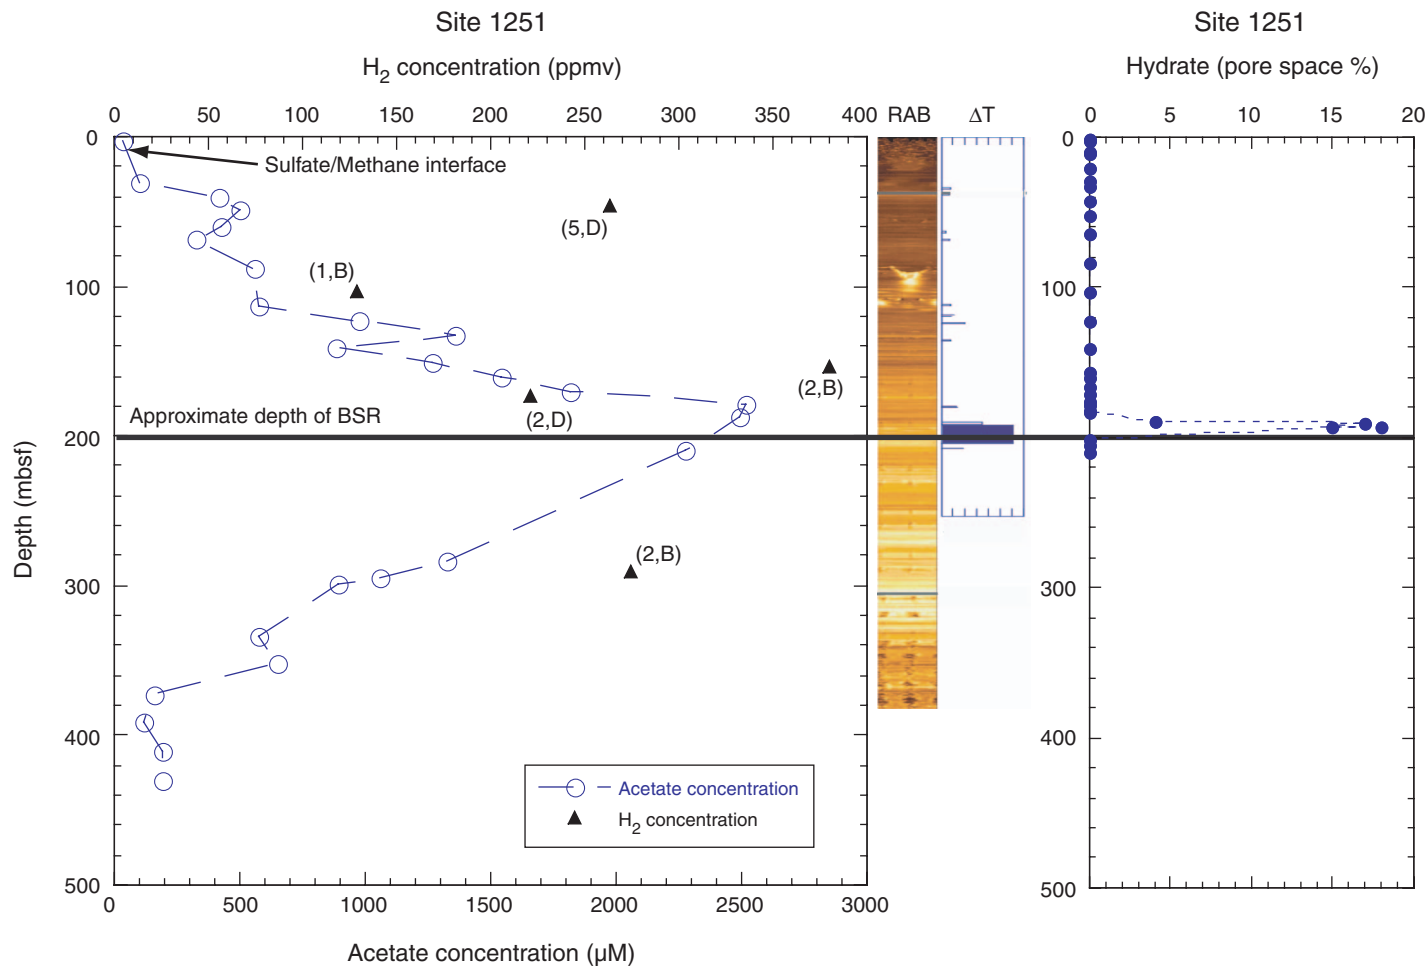 Site 1251
Site 1251
H2 concentration (ppmv)
Hydrate (pore space %)
0 50 100 150 200 250 300 350 400 RAB ΔT
0 5 10 15 20
0
100
200
300
400
500
Depth (mbsf)
Sulfate/Methane interface
(5,D)
(1,B)
(2,B)
(2,D)
Approximate depth of BSR
(2,B)
Acetate concentration
H2 concentration
0 500 1000 1500 2000 2500 3000
Acetate concentration (µM)
0
100
200
300
400
500